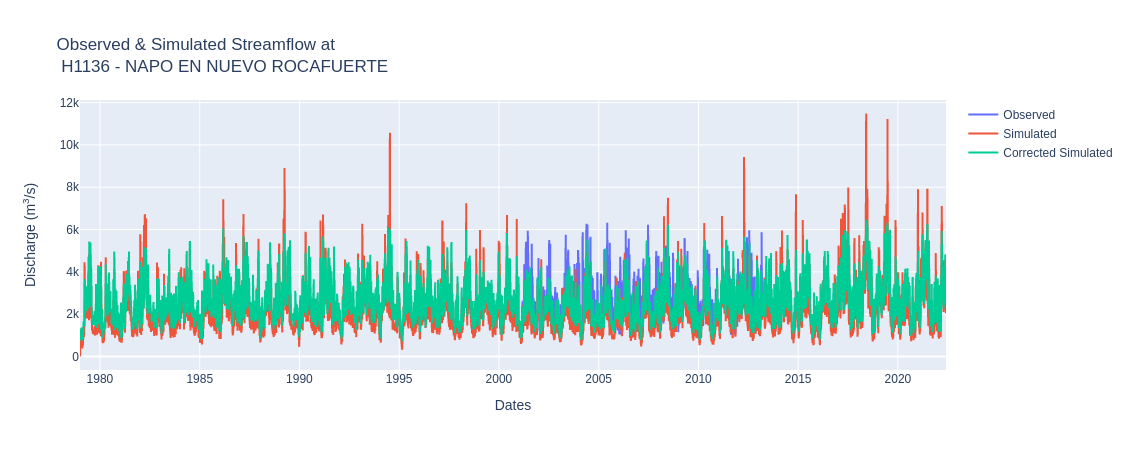 Observed & Simulated Streamflow at
H1136 - NAPO EN NUEVO ROCAFUERTE
12k
10k
8k
6k
4k
2k
0
Discharge (m³/s)
1980
1985
1990
1995
2000
2005
2010
2015
2020
Dates
Observed
Simulated
Corrected Simulated